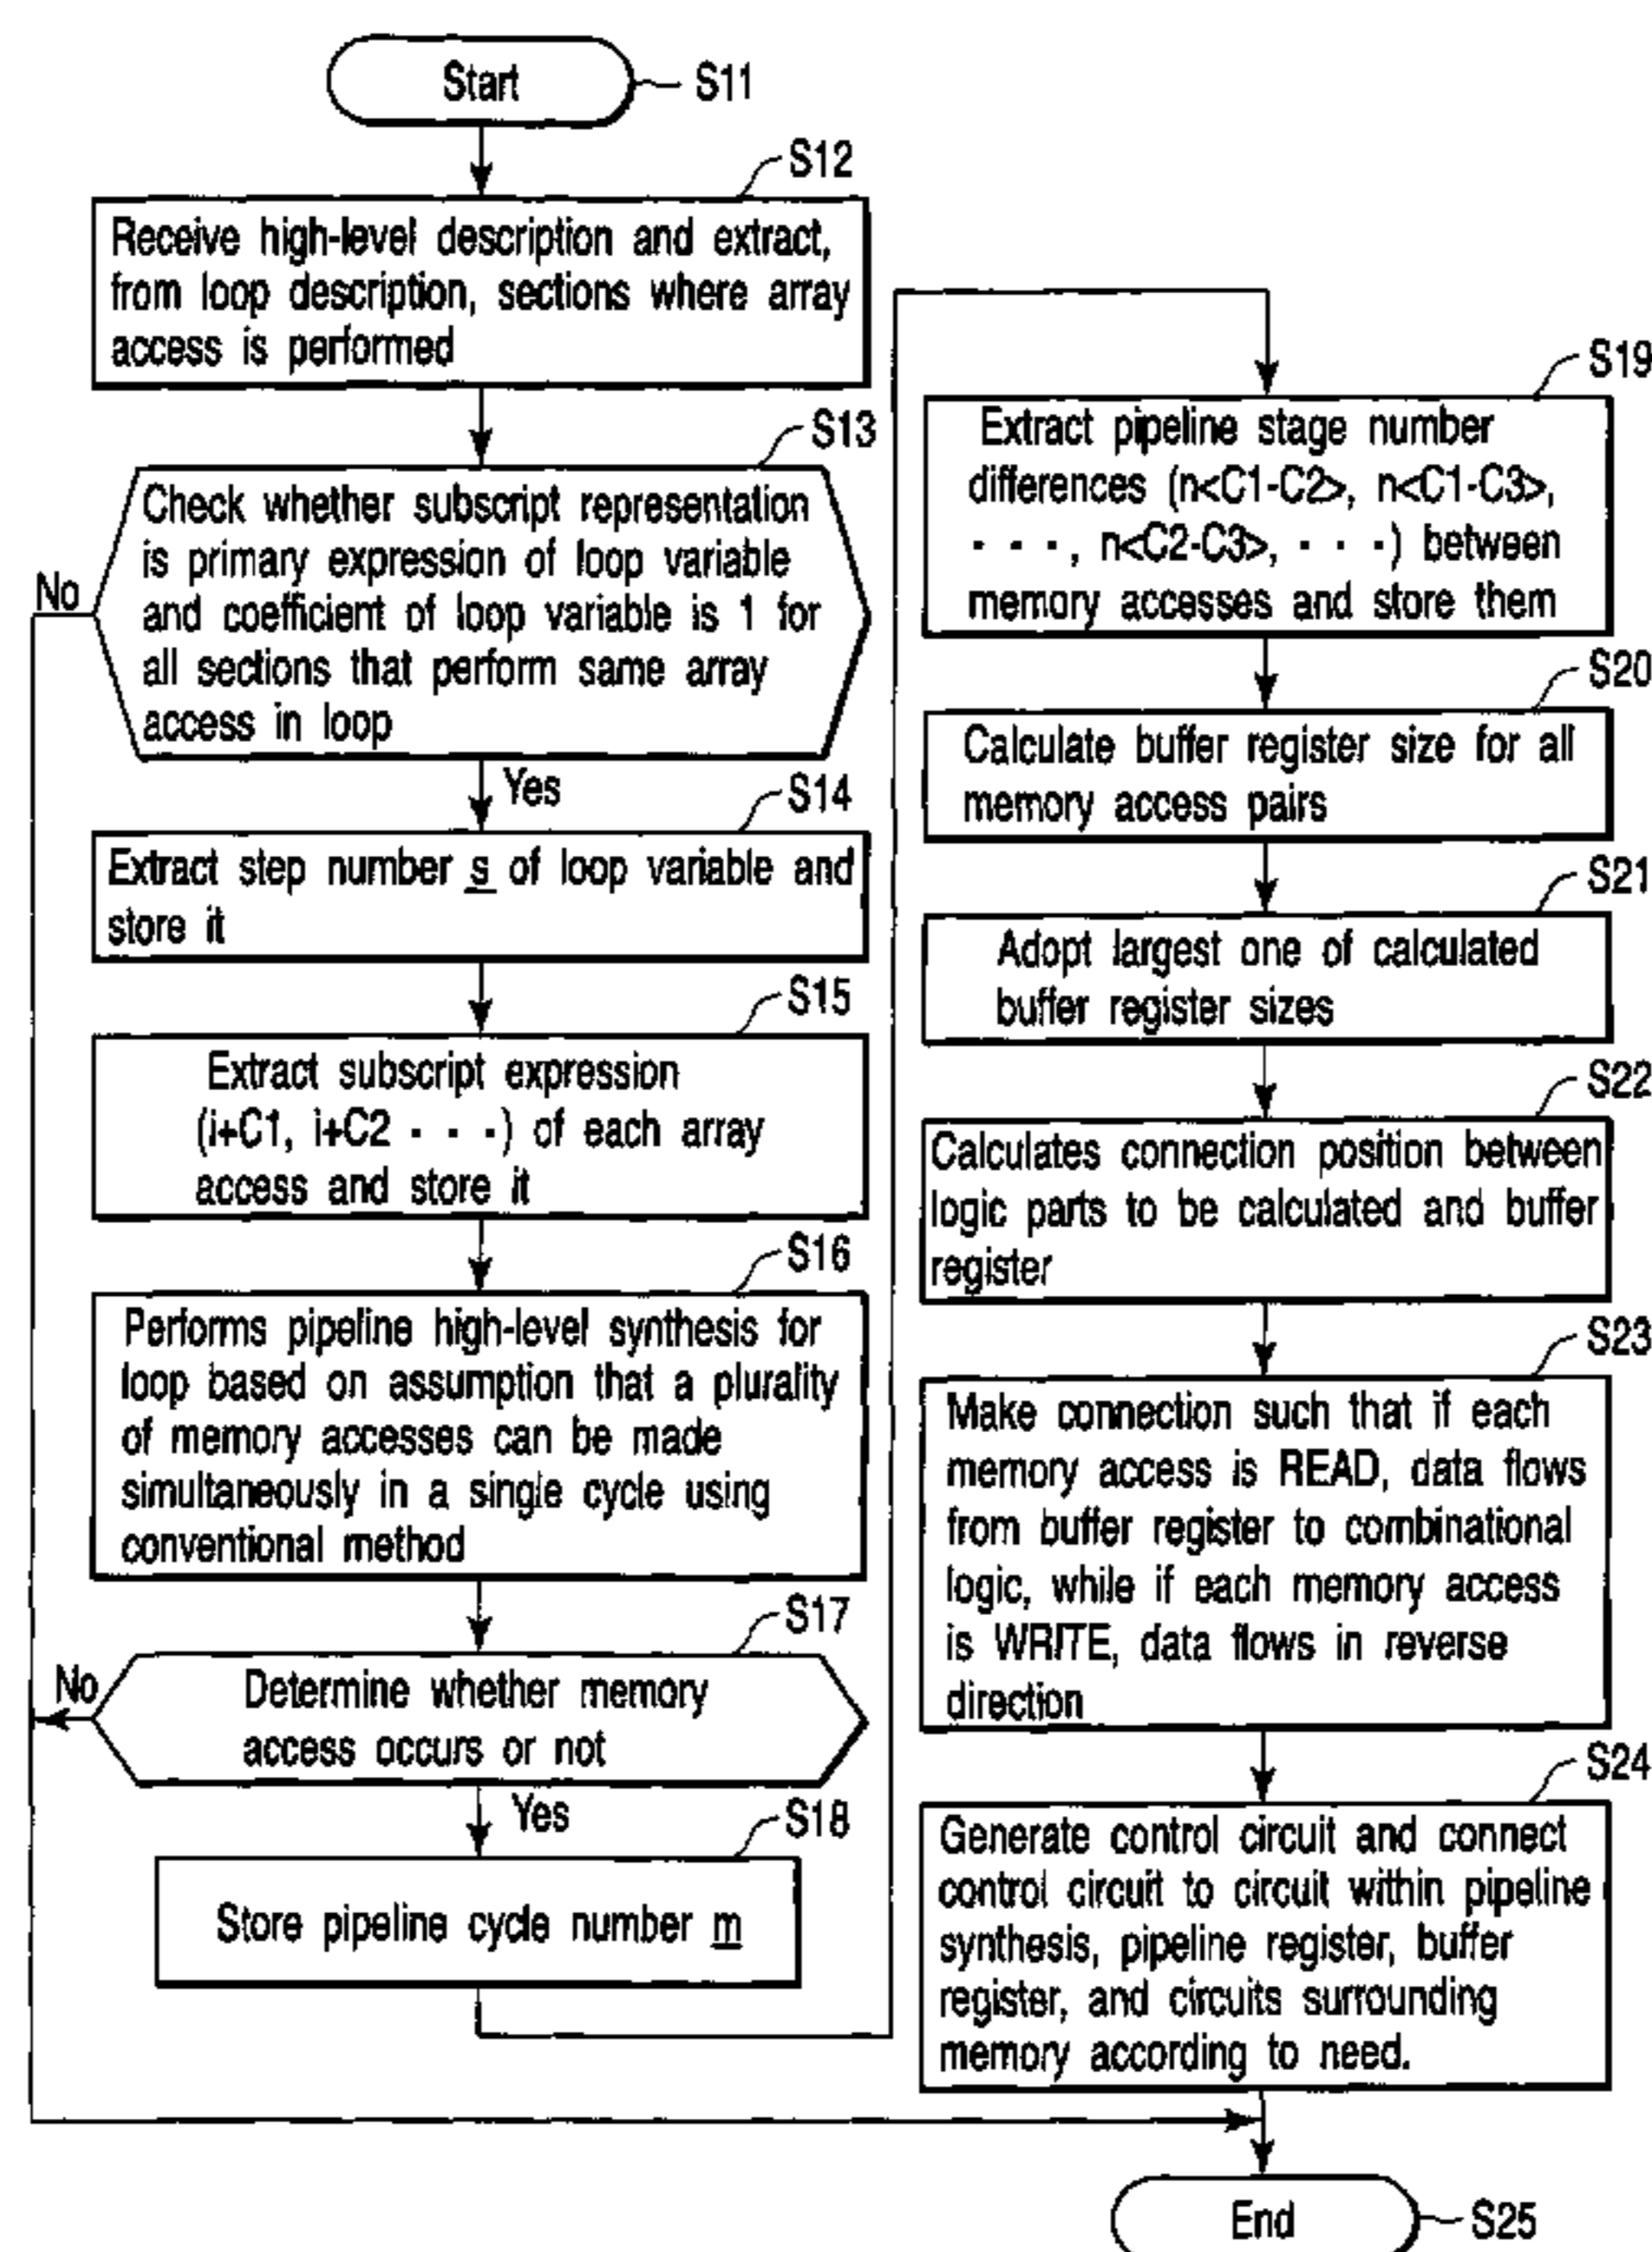 Start
S11
S12
Receive high-level description and extract,
from loop description, sections where array
access is performed
S13
Check whether subscript representation
is primary expression of loop variable
and coefficient of loop variable is 1 for
all sections that perform same array
access in loop
No
Yes
S14
Extract step number s of loop variable and
store it
S15
Extract subscript expression
(i+C1, i+C2 - - -) of each array
access and store it
S16
Performs pipeline high-level synthesis for
loop based on assumption that a plurality
of memory accesses can be made
simultaneously in a single cycle using
conventional method
S17
Determine whether memory
access occurs or not
No
Yes
S18
Store pipeline cycle number m
S19
Extract pipeline stage number
differences (n<C1-C2>, n<C1-C3>,
- - -, n<C2-C3>, - - -) between
memory accesses and store them
S20
Calculate buffer register size for all
memory access pairs
S21
Adopt largest one of calculated
buffer register sizes
S22
Calculates connection position between
logic parts to be calculated and buffer
register
S23
Make connection such that if each
memory access is READ, data flows
from buffer register to combinational
logic, while if each memory access
is WRITE, data flows in reverse
direction
S24
Generate control circuit and connect
control circuit to circuit within pipeline
synthesis, pipeline register, buffer
register, and circuits surrounding
memory according to need.
End
S25